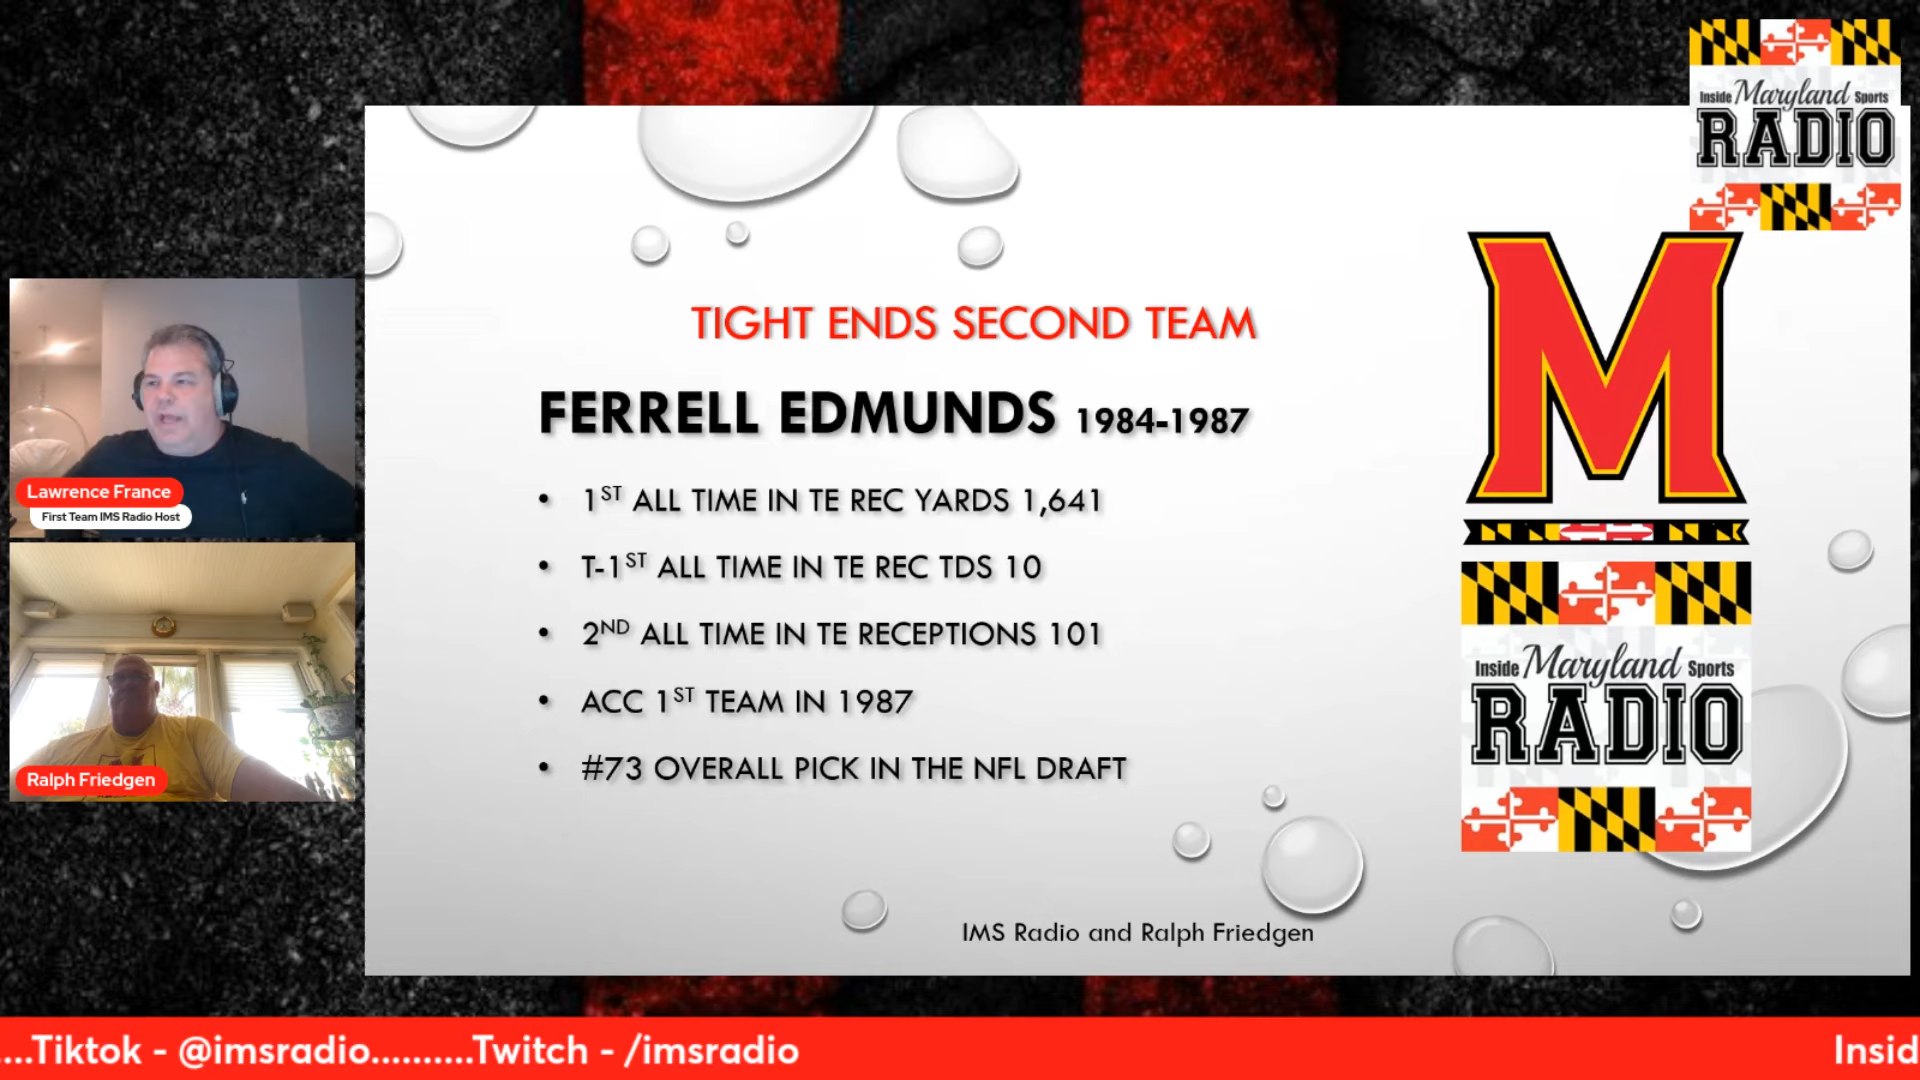 Inside Maryland Sports
RADIO
TIGHT ENDS SECOND TEAM
FERRELL EDMUNDS 1984-1987
• 1ST ALL TIME IN TE REC YARDS 1,641
• T-1ST ALL TIME IN TE REC TDS 10
• 2ND ALL TIME IN TE RECEPTIONS 101
• ACC 1ST TEAM IN 1987
• #73 OVERALL PICK IN THE NFL DRAFT
IMS Radio and Ralph Friedgen
M
Inside Maryland Sports
RADIO
Lawrence France
First Team IMS Radio Host
Ralph Friedgen
....Tiktok - @imsradio..........Twitch - /imsradio
Insid